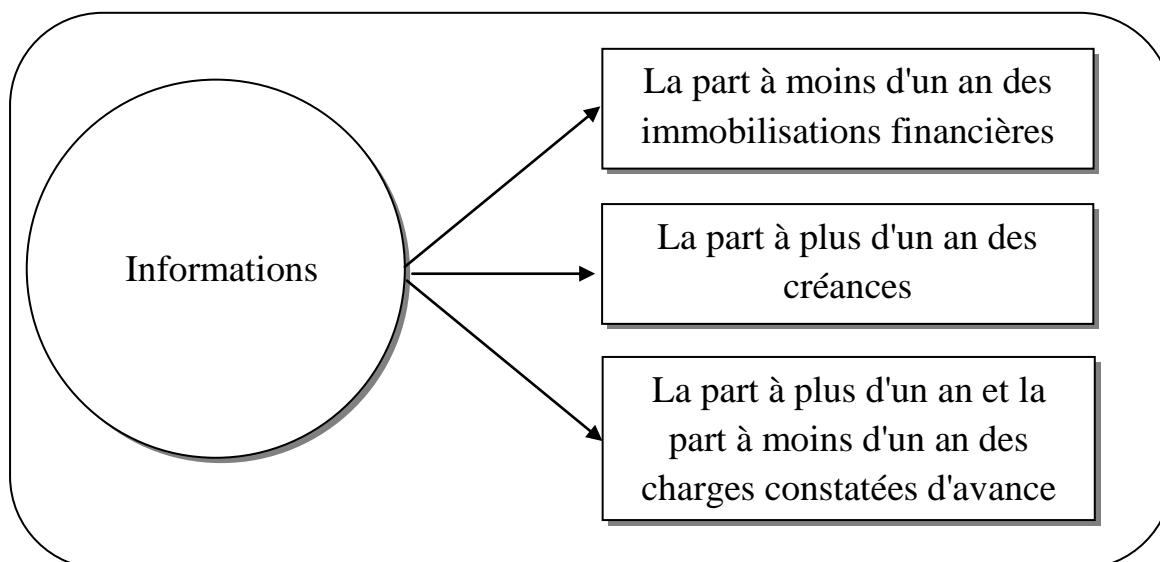 Informations
La part à moins d'un an des
immobilisations financières
La part à plus d'un an des
créances
La part à plus d'un an et la
part à moins d'un an des
charges constatées d'avance